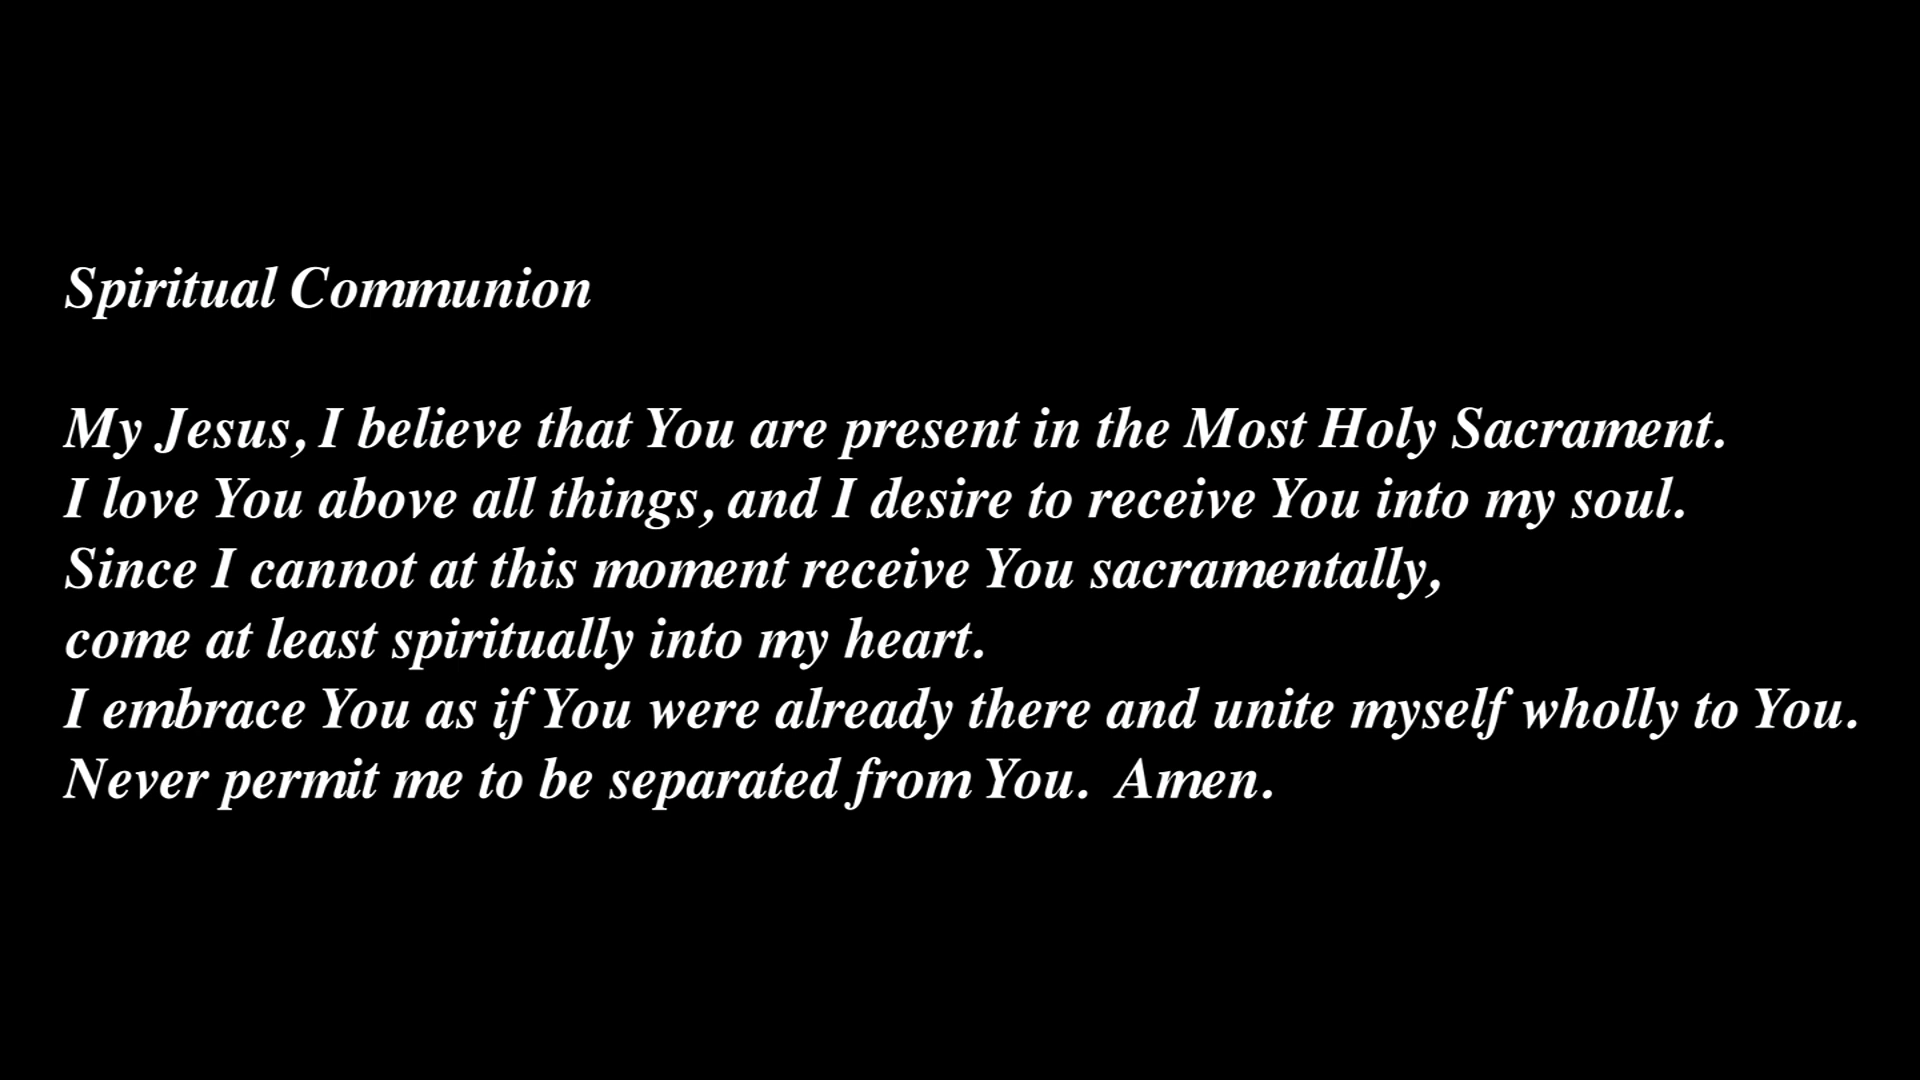 Spiritual Communion
My Jesus, I believe that You are present in the Most Holy Sacrament.
I love You above all things, and I desire to receive You into my soul.
Since I cannot at this moment receive You sacramentally,
come at least spiritually into my heart.
I embrace You as if You were already there and unite myself wholly to You.
Never permit me to be separated from You.  Amen.